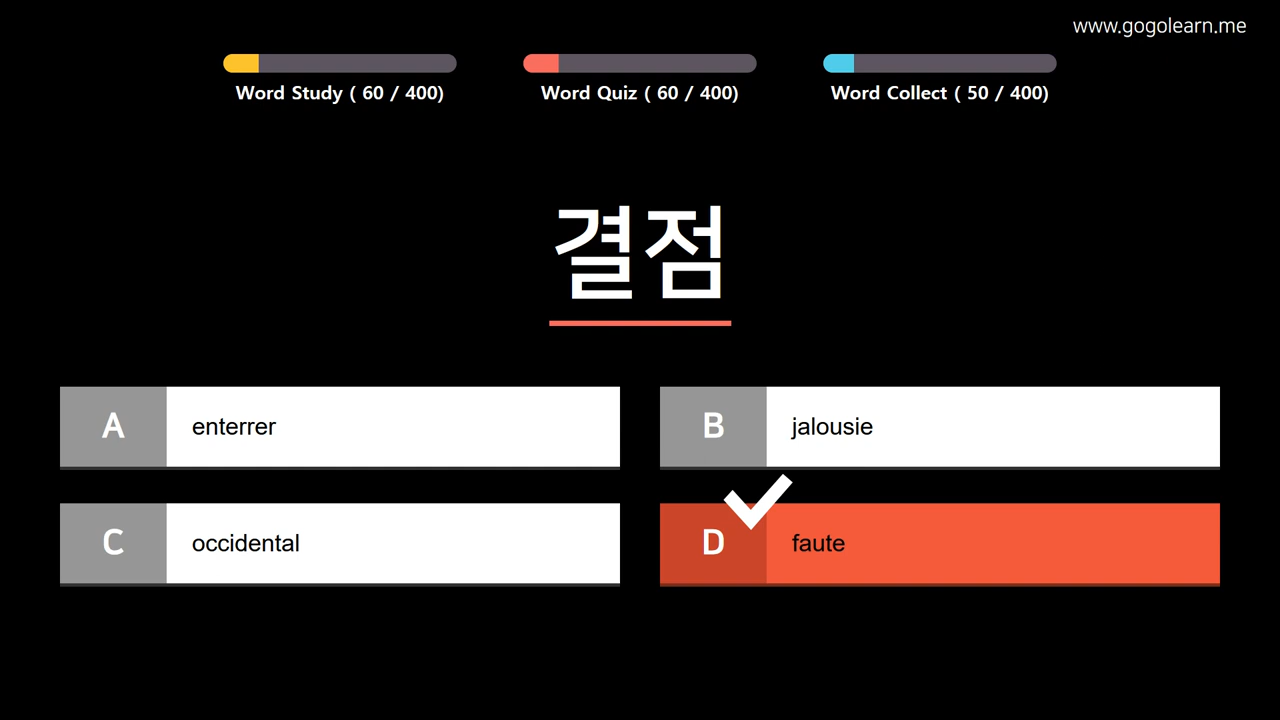 www.gogolearn.me
Word Study ( 60 / 400)
Word Quiz ( 60 / 400)
Word Collect ( 50 / 400)
결점
A enterrer
B jalousie
C occidental
D faute